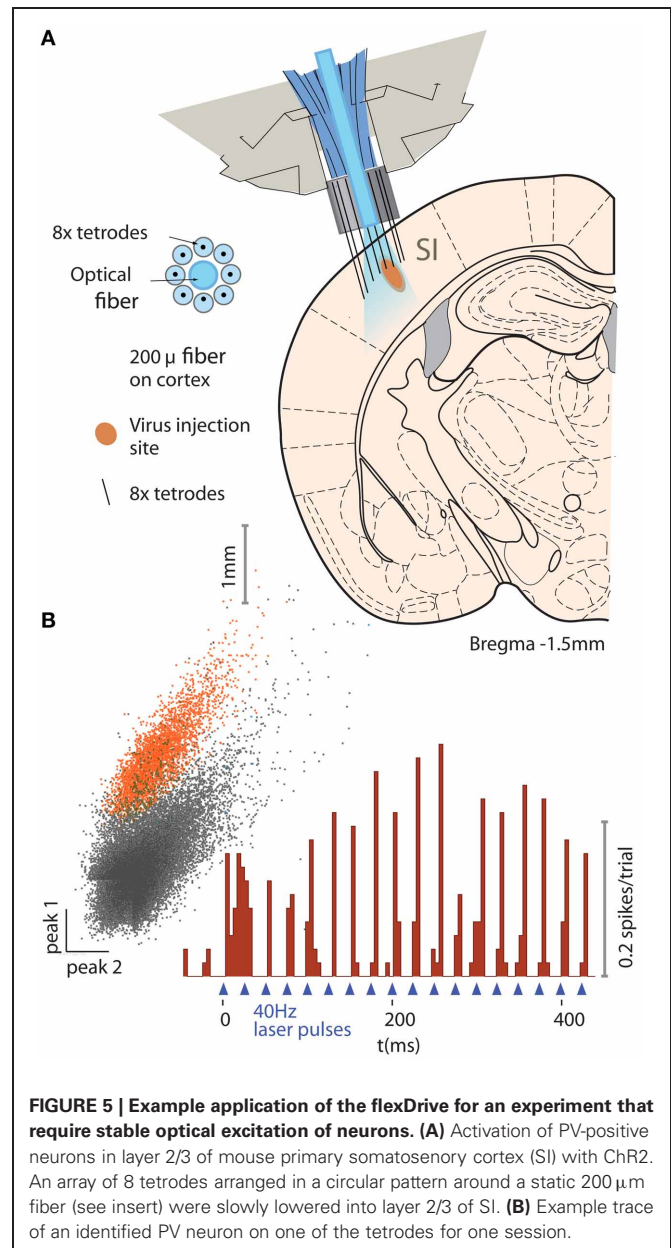 A
8x tetrodes
Optical
fiber
SI
200 μ fiber
on cortex
Virus injection
site
8x tetrodes
1mm
Bregma -1.5mm
B
peak 1
peak 2
0.2 spikes/trial
40Hz
laser pulses
0
200
400
t(ms)
FIGURE 5 | Example application of the flexDrive for an experiment that
require stable optical excitation of neurons. (A) Activation of PV-positive
neurons in layer 2/3 of mouse primary somatosenory cortex (SI) with ChR2.
An array of 8 tetrodes arranged in a circular pattern around a static 200 μm
fiber (see insert) were slowly lowered into layer 2/3 of SI. (B) Example trace
of an identified PV neuron on one of the tetrodes for one session.